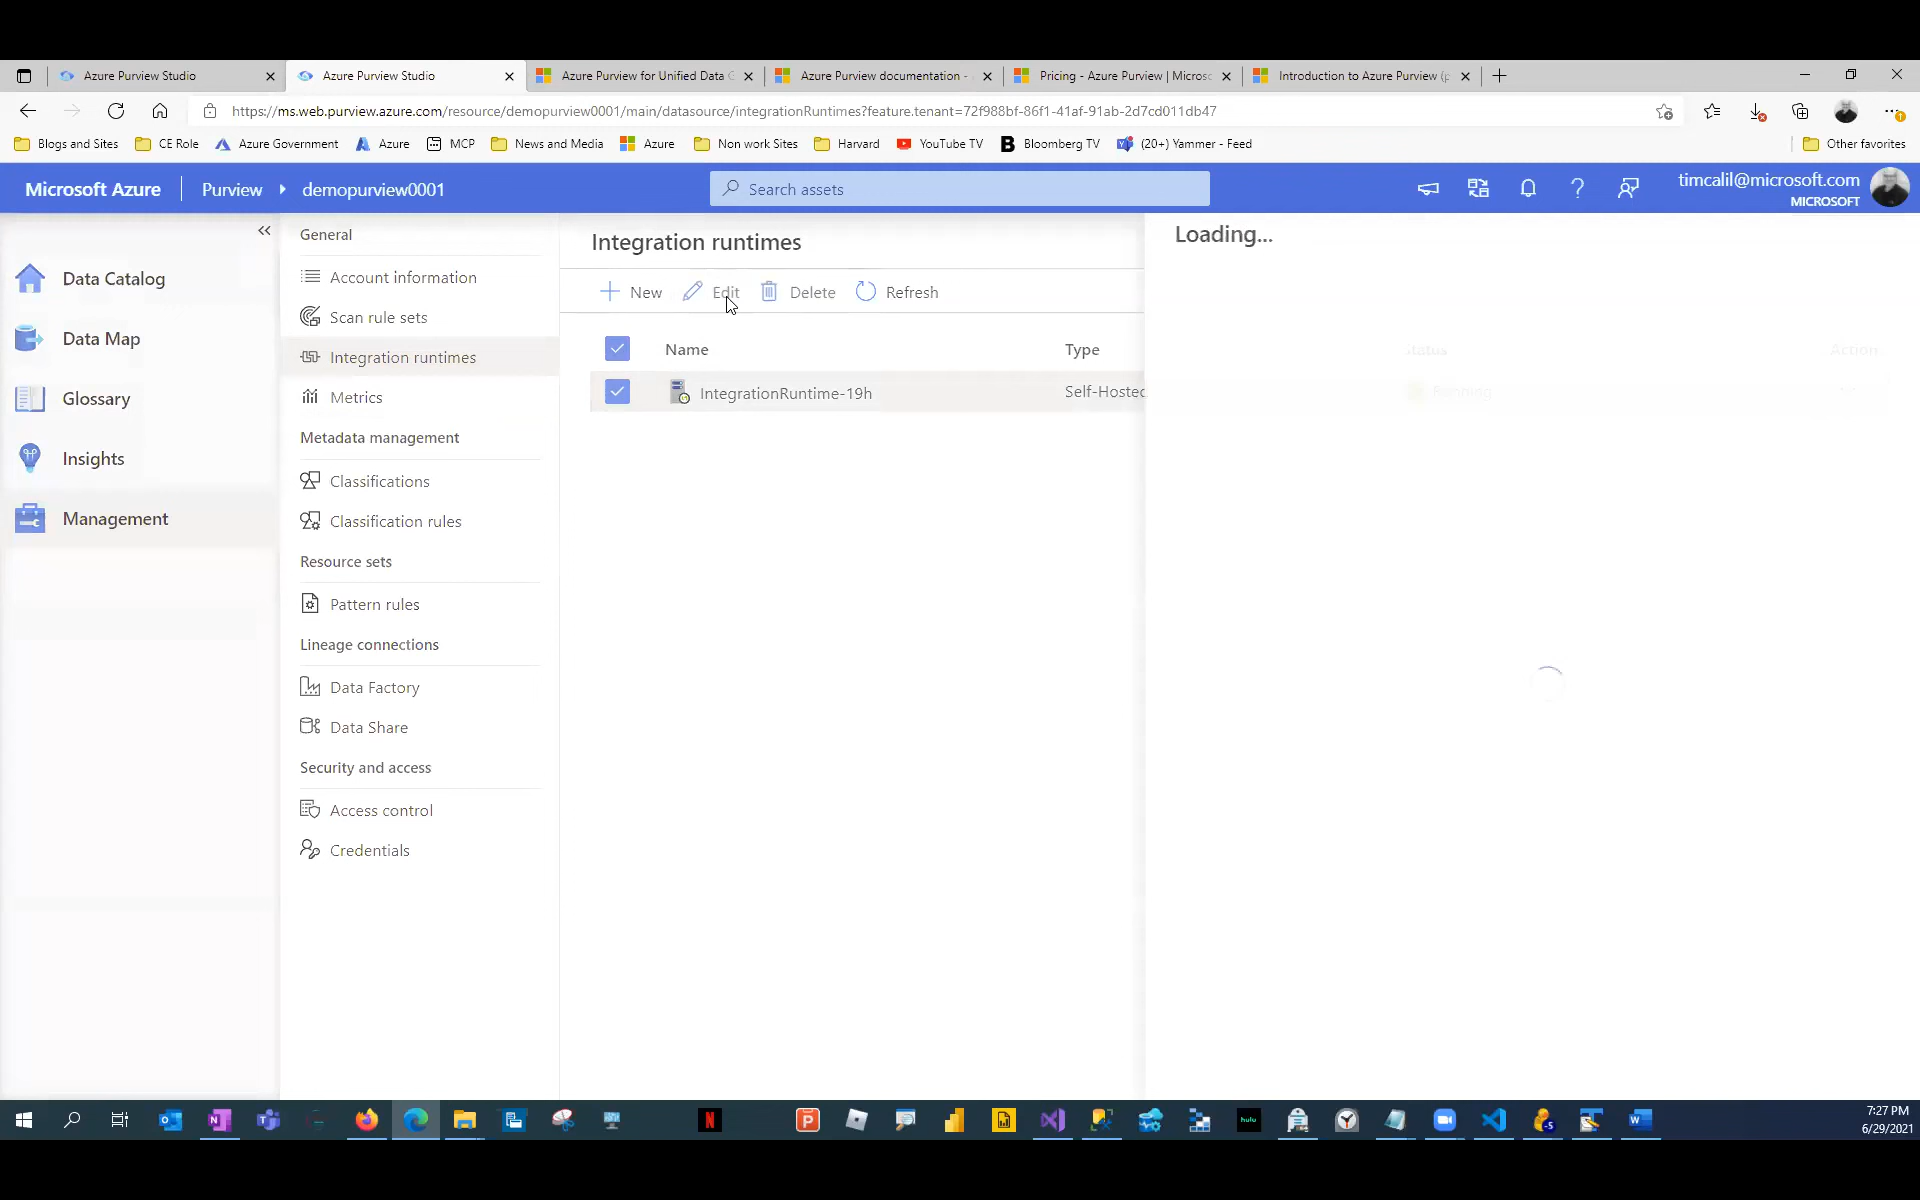 Azure Purview Studio
Azure Purview Studio
Azure Purview for Unified Data G
Azure Purview documentation -
Pricing - Azure Purview | Microso
Introduction to Azure Purview (p
https://ms.web.purview.azure.com/resource/demopurview0001/main/datasource/integrationRuntimes?feature.tenant=72f988bf-86f1-41af-91ab-2d7cd011db47
Blogs and Sites
CE Role
Azure Government
Azure
MCP
News and Media
Azure
Non work Sites
Harvard
YouTube TV
Bloomberg TV
(20+) Yammer - Feed
Other favorites
Microsoft Azure
Purview
demopurview0001
Search assets
timcalil@microsoft.com
MICROSOFT
Data Catalog
Data Map
Glossary
Insights
Management
General
Account information
Scan rule sets
Integration runtimes
Metrics
Metadata management
Classifications
Classification rules
Resource sets
Pattern rules
Lineage connections
Data Factory
Data Share
Security and access
Access control
Credentials
Integration runtimes
New
Edit
Delete
Refresh
Name
Type
IntegrationRuntime-19h
Self-Hosted
Loading...
Status
Action
Running
hulu
7:27 PM
6/29/2021